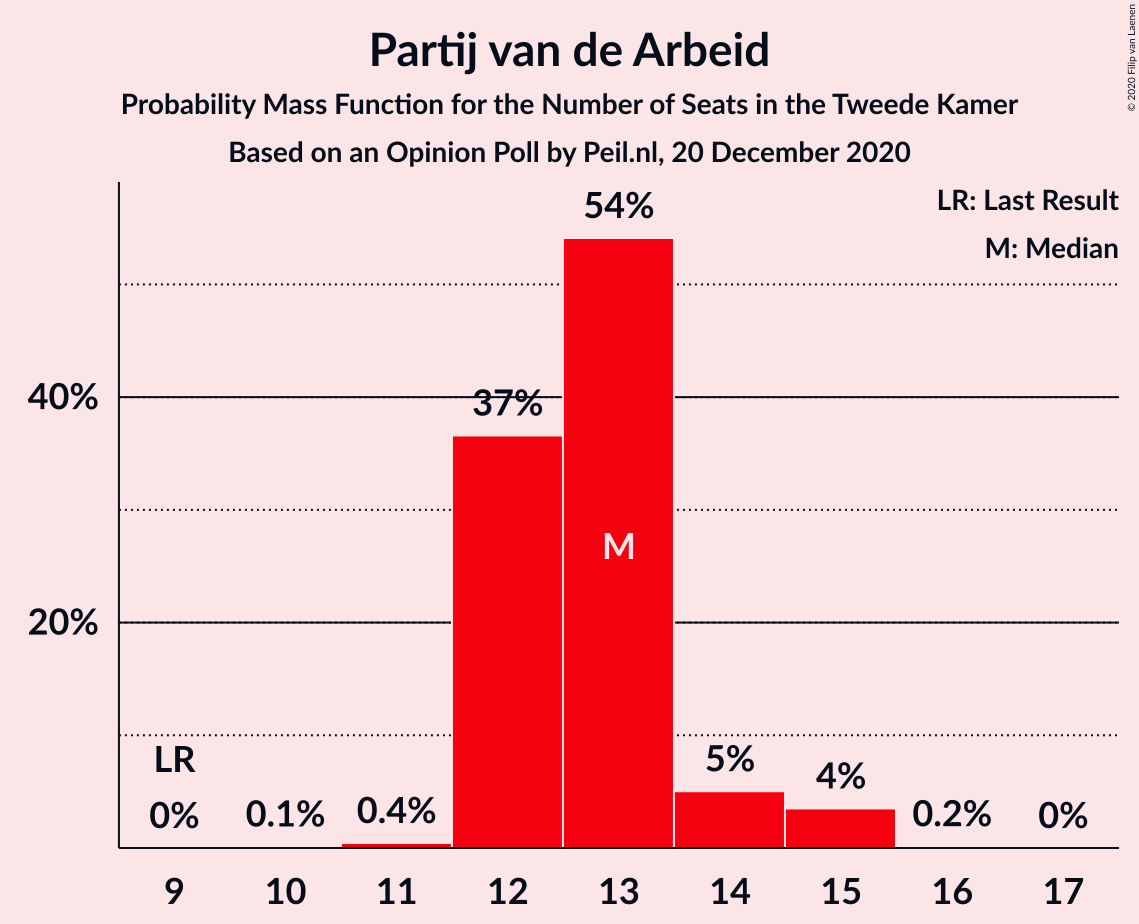 Partij van de Arbeid
Probability Mass Function for the Number of Seats in the Tweede Kamer
Based on an Opinion Poll by Peil.nl, 20 December 2020
© 2020 Filip van Laenen
LR: Last Result
M: Median
54%
40%
37%
M
20%
LR
5%
4%
0%
0.1%
0.4%
0.2%
0%
9 10 11 12 13 14 15 16 17